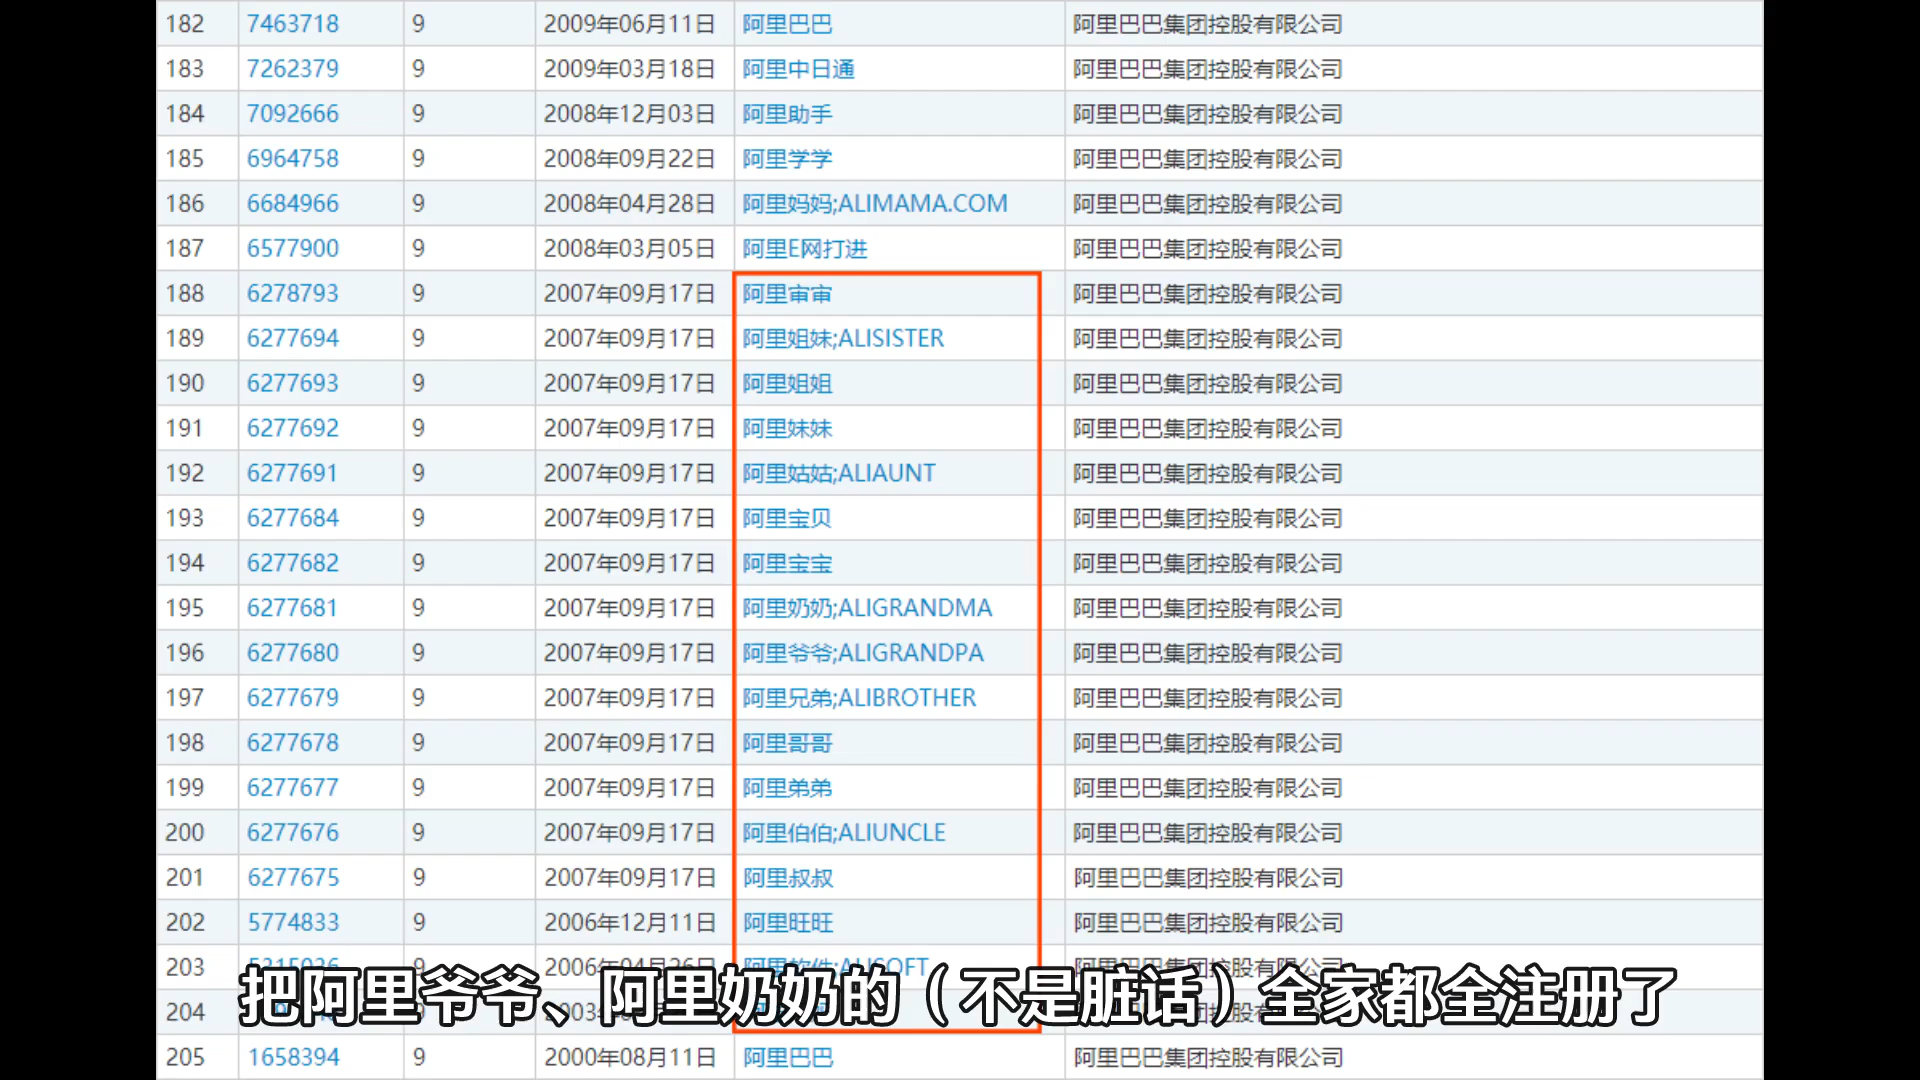 182 7463718 9 2009年06月11日 阿里巴巴 阿里巴巴集团控股有限公司
183 7262379 9 2009年03月18日 阿里中日通 阿里巴巴集团控股有限公司
184 7092666 9 2008年12月03日 阿里助手 阿里巴巴集团控股有限公司
185 6964758 9 2008年09月22日 阿里学学 阿里巴巴集团控股有限公司
186 6684966 9 2008年04月28日 阿里妈妈;ALIMAMA.COM 阿里巴巴集团控股有限公司
187 6577900 9 2008年03月05日 阿里E网打进 阿里巴巴集团控股有限公司
188 6278793 9 2007年09月17日 阿里宙宙 阿里巴巴集团控股有限公司
189 6277694 9 2007年09月17日 阿里姐妹;ALISISTER 阿里巴巴集团控股有限公司
190 6277693 9 2007年09月17日 阿里姐姐 阿里巴巴集团控股有限公司
191 6277692 9 2007年09月17日 阿里妹妹 阿里巴巴集团控股有限公司
192 6277691 9 2007年09月17日 阿里姑姑;ALIAUNT 阿里巴巴集团控股有限公司
193 6277684 9 2007年09月17日 阿里宝贝 阿里巴巴集团控股有限公司
194 6277682 9 2007年09月17日 阿里宝宝 阿里巴巴集团控股有限公司
195 6277681 9 2007年09月17日 阿里奶奶;ALIGRANDMA 阿里巴巴集团控股有限公司
196 6277680 9 2007年09月17日 阿里爷爷;ALIGRANDPA 阿里巴巴集团控股有限公司
197 6277679 9 2007年09月17日 阿里兄弟;ALIBROTHER 阿里巴巴集团控股有限公司
198 6277678 9 2007年09月17日 阿里哥哥 阿里巴巴集团控股有限公司
199 6277677 9 2007年09月17日 阿里弟弟 阿里巴巴集团控股有限公司
200 6277676 9 2007年09月17日 阿里伯伯;ALIUNCLE 阿里巴巴集团控股有限公司
201 6277675 9 2007年09月17日 阿里叔叔 阿里巴巴集团控股有限公司
202 5774833 9 2006年12月11日 阿里旺旺 阿里巴巴集团控股有限公司
203 9 2006年04月26日 阿里软件;ALISOFT 阿里巴巴集团控股有限公司
把阿里爷爷、阿里奶奶的（不是脏话）全家都全注册了
204
205 1658394 9 2000年08月11日 阿里巴巴 阿里巴巴集团控股有限公司